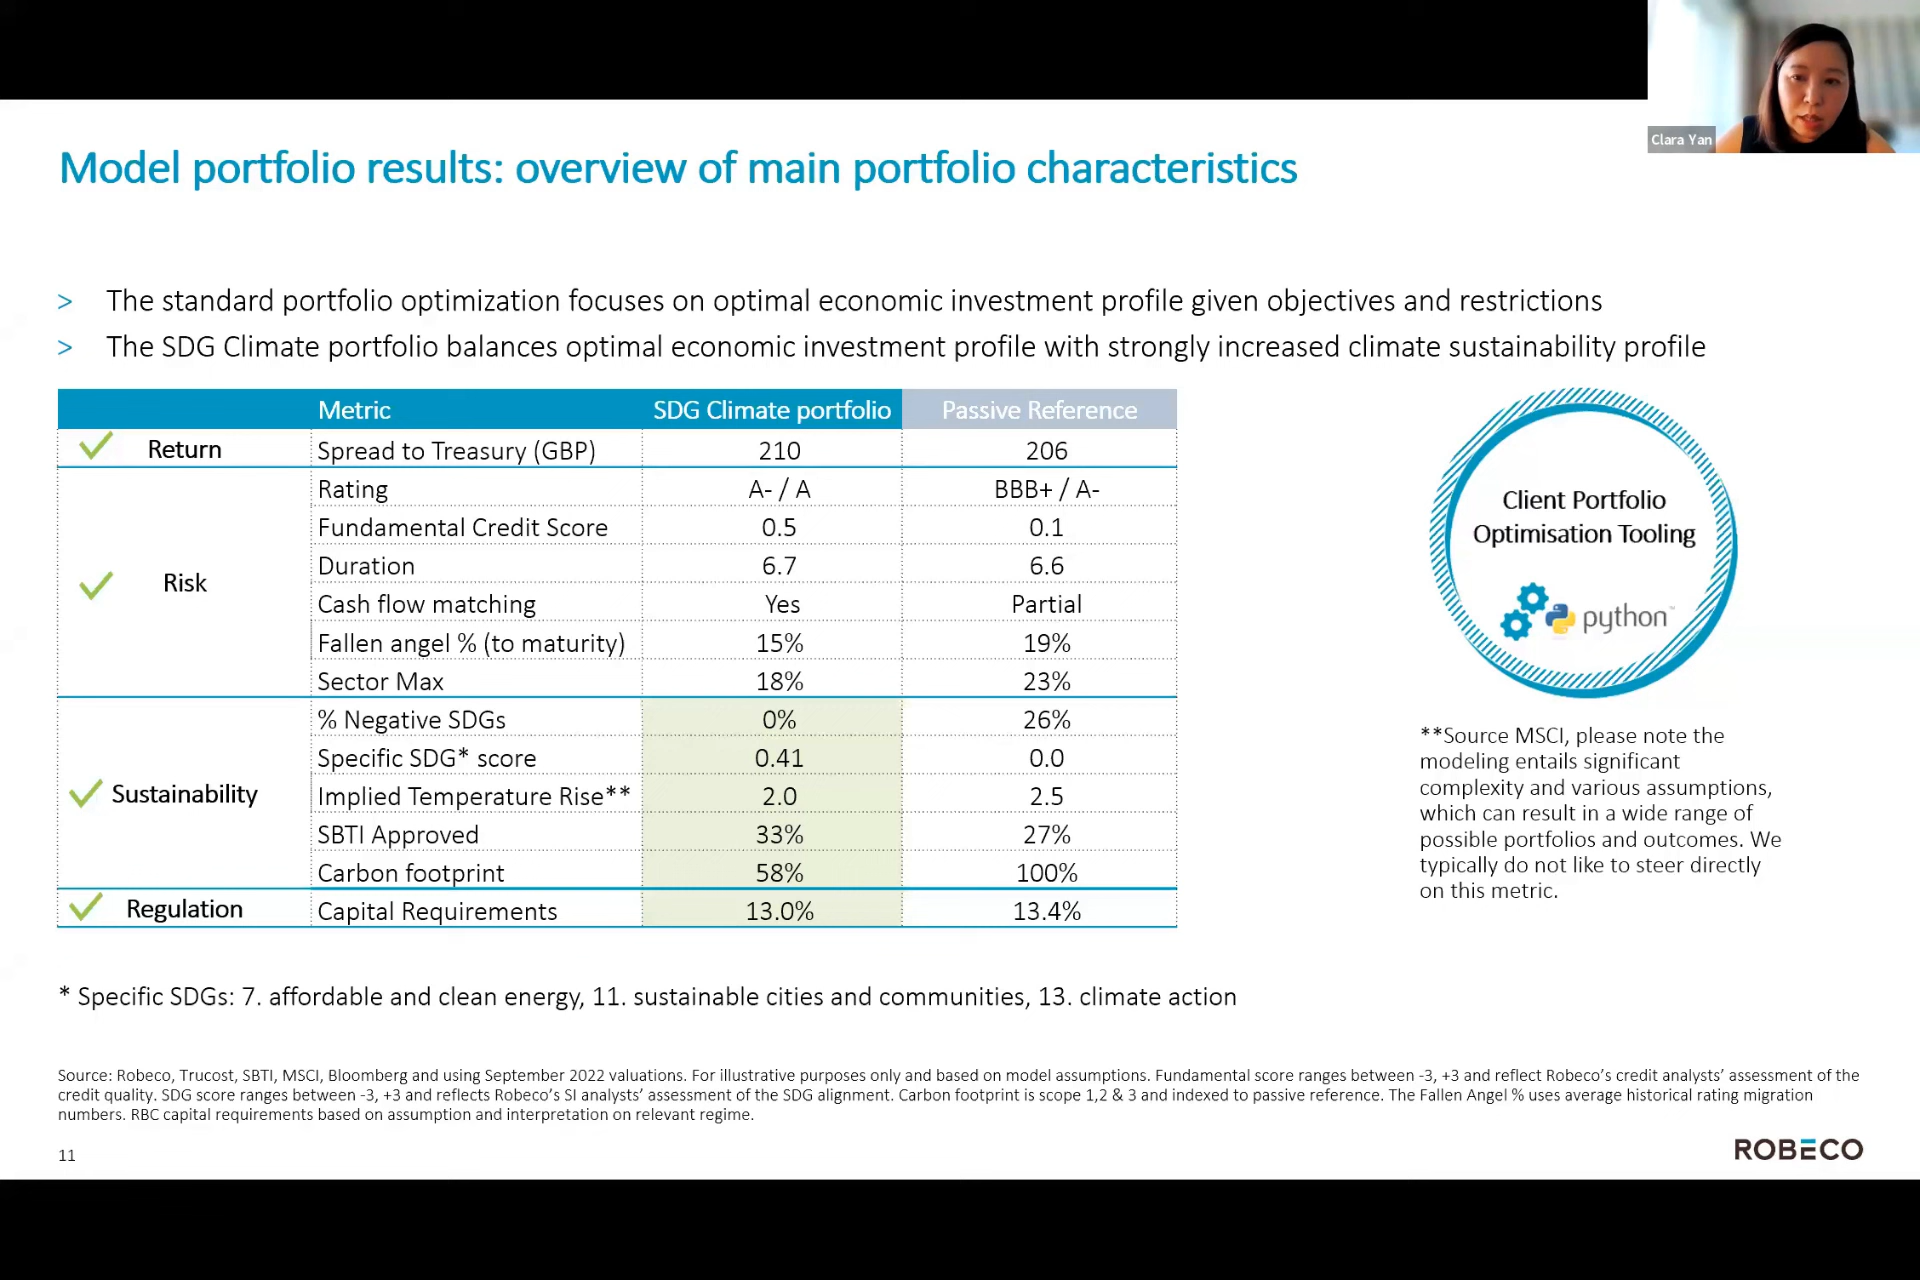 Clara Yan
Model portfolio results: overview of main portfolio characteristics
> The standard portfolio optimization focuses on optimal economic investment profile given objectives and restrictions
> The SDG Climate portfolio balances optimal economic investment profile with strongly increased climate sustainability profile
Metric SDG Climate portfolio Passive Reference
Return Spread to Treasury (GBP) 210 206
Rating A- / A BBB+ / A-
Fundamental Credit Score 0.5 0.1
Duration 6.7 6.6
Risk
Cash flow matching Yes Partial
Fallen angel % (to maturity) 15% 19%
Sector Max 18% 23%
% Negative SDGs 0% 26%
Specific SDG* score 0.41 0.0
Sustainability Implied Temperature Rise** 2.0 2.5
SBTI Approved 33% 27%
Carbon footprint 58% 100%
Regulation Capital Requirements 13.0% 13.4%
Client Portfolio
Optimisation Tooling
python™
**Source MSCI, please note the
modeling entails significant
complexity and various assumptions,
which can result in a wide range of
possible portfolios and outcomes. We
typically do not like to steer directly
on this metric.
* Specific SDGs: 7. affordable and clean energy, 11. sustainable cities and communities, 13. climate action
Source: Robeco, Trucost, SBTI, MSCI, Bloomberg and using September 2022 valuations. For illustrative purposes only and based on model assumptions. Fundamental score ranges between -3, +3 and reflect Robeco’s credit analysts’ assessment of the
credit quality. SDG score ranges between -3, +3 and reflects Robeco’s SI analysts’ assessment of the SDG alignment. Carbon footprint is scope 1,2 & 3 and indexed to passive reference. The Fallen Angel % uses average historical rating migration
numbers. RBC capital requirements based on assumption and interpretation on relevant regime.
11
ROBECO